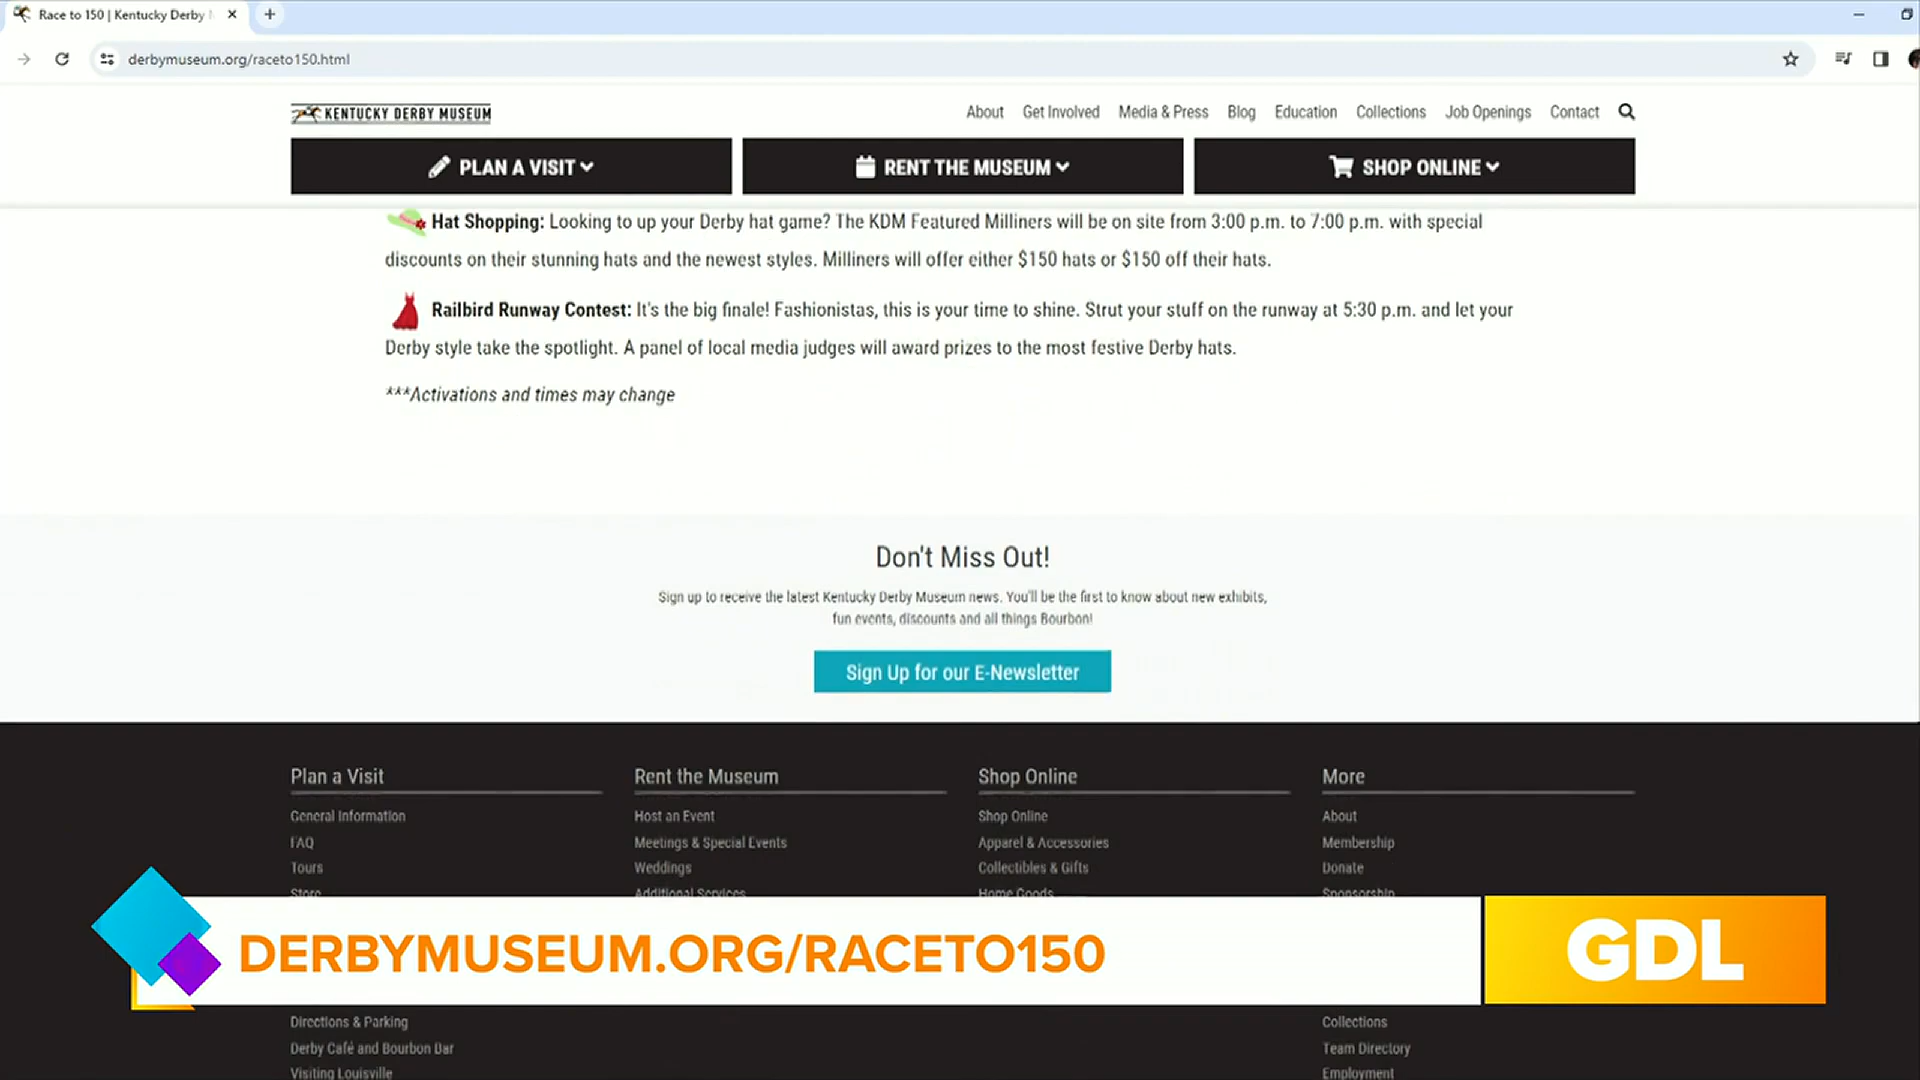 Race to 150 | Kentucky Derby
derbymuseum.org/raceto150.html
KENTUCKY DERBY MUSEUM
About Get Involved Media & Press Blog Education Collections Job Openings Contact
PLAN A VISIT RENT THE MUSEUM SHOP ONLINE
Hat Shopping: Looking to up your Derby hat game? The KDM Featured Milliners will be on site from 3:00 p.m. to 7:00 p.m. with special
discounts on their stunning hats and the newest styles. Milliners will offer either $150 hats or $150 off their hats.
Railbird Runway Contest: It's the big finale! Fashionistas, this is your time to shine. Strut your stuff on the runway at 5:30 p.m. and let your
Derby style take the spotlight. A panel of local media judges will award prizes to the most festive Derby hats.
***Activations and times may change
Don't Miss Out!
Sign up to receive the latest Kentucky Derby Museum news. You'll be the first to know about new exhibits,
fun events, discounts and all things Bourbon!
Sign Up for our E-Newsletter
Plan a Visit Rent the Museum Shop Online More
General Information Host an Event Shop Online About
FAQ Meetings & Special Events Apparel & Accessories Membership
Tours Weddings Collectibles & Gifts Donate
Store Additional Services Home Goods Sponsorship
DERBYMUSEUM.ORG/RACETO150
GDL
Directions & Parking Collections
Derby Café and Bourbon Bar Team Directory
Visiting Louisville Employment